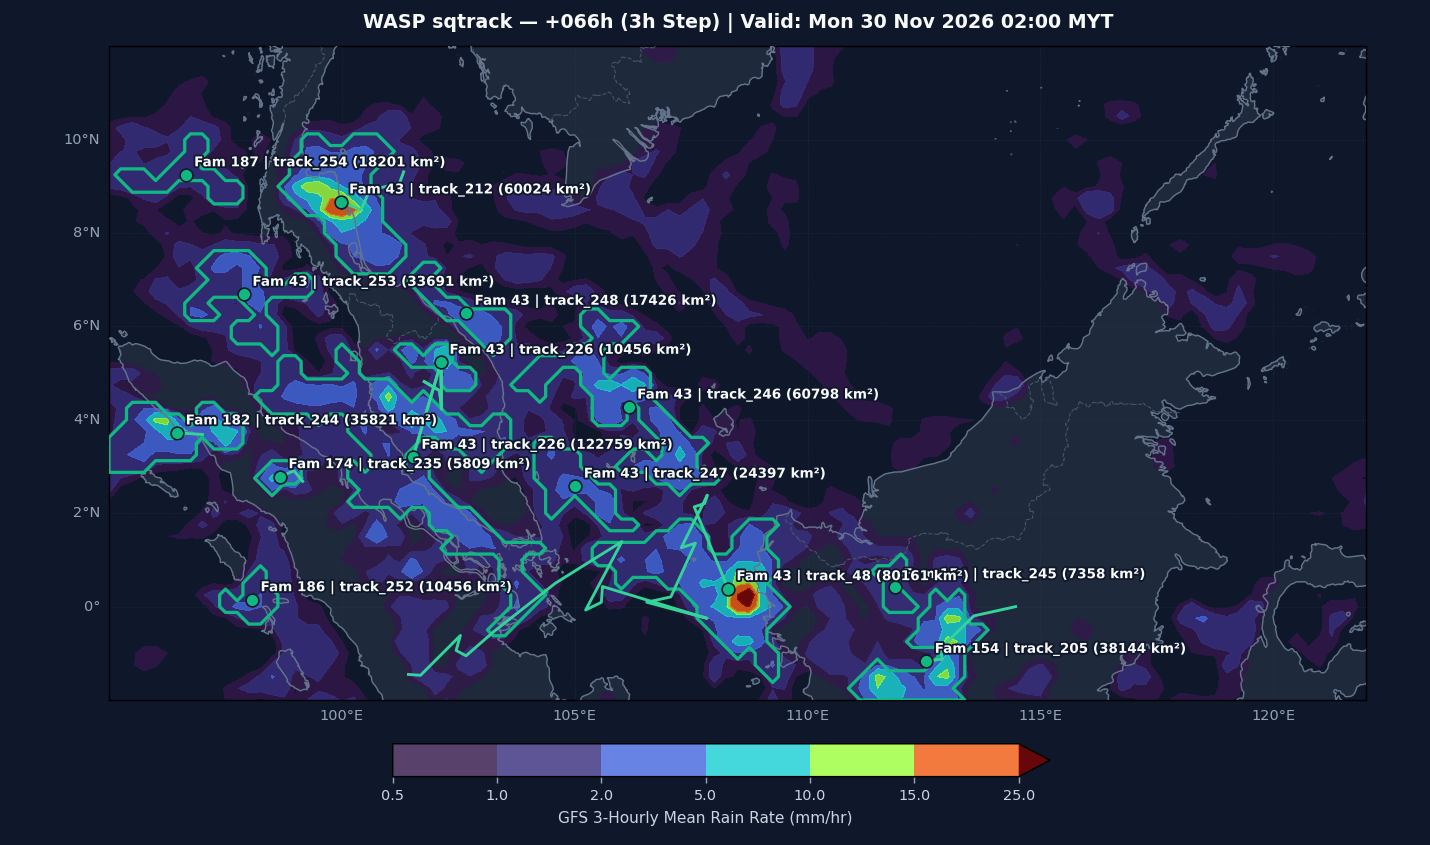 WASP sqtrack — +066h (3h Step) | Valid: Mon 30 Nov 2026 02:00 MYT
10°N
Fam 187 | track_254 (18201 km²)
Fam 43 | track_212 (60024 km²)
8°N
Fam 43 | track_253 (33691 km²)
Fam 43 | track_248 (17426 km²)
6°N
Fam 43 | track_226 (10456 km²)
Fam 43 | track_246 (60798 km²)
4°N
Fam 182 | track_244 (35821 km²)
Fam 43 | track_226 (122759 km²)
Fam 174 | track_235 (5809 km²)
Fam 43 | track_247 (24397 km²)
2°N
Fam 43 | track_48 (80161 km²)
| track_245 (7358 km²)
Fam 186 | track_252 (10456 km²)
0°
Fam 154 | track_205 (38144 km²)
100°E 105°E 110°E 115°E 120°E
0.5 1.0 2.0 5.0 10.0 15.0 25.0
GFS 3-Hourly Mean Rain Rate (mm/hr)